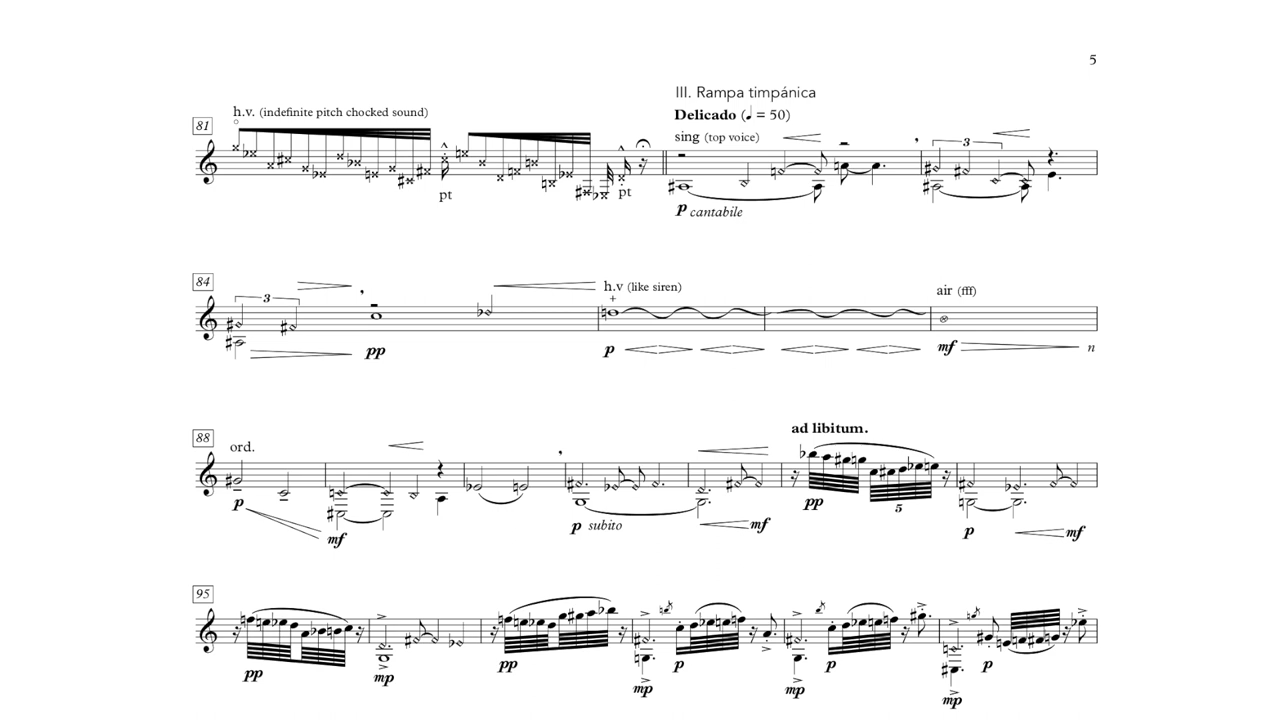 5
III. Rampa timpánica
81
h.v. (indefinite pitch chocked sound)
Delicado (♩ = 50)
sing (top voice)
3
pt
pt
p cantabile
84
3
h.v (like siren)
+
air (fff)
pp
p
mf
n
88
ord.
ad libitum.
p
mf
p subito
mf
pp
5
p
mf
95
pp
mp
pp
mp
p
mp
p
mp
p